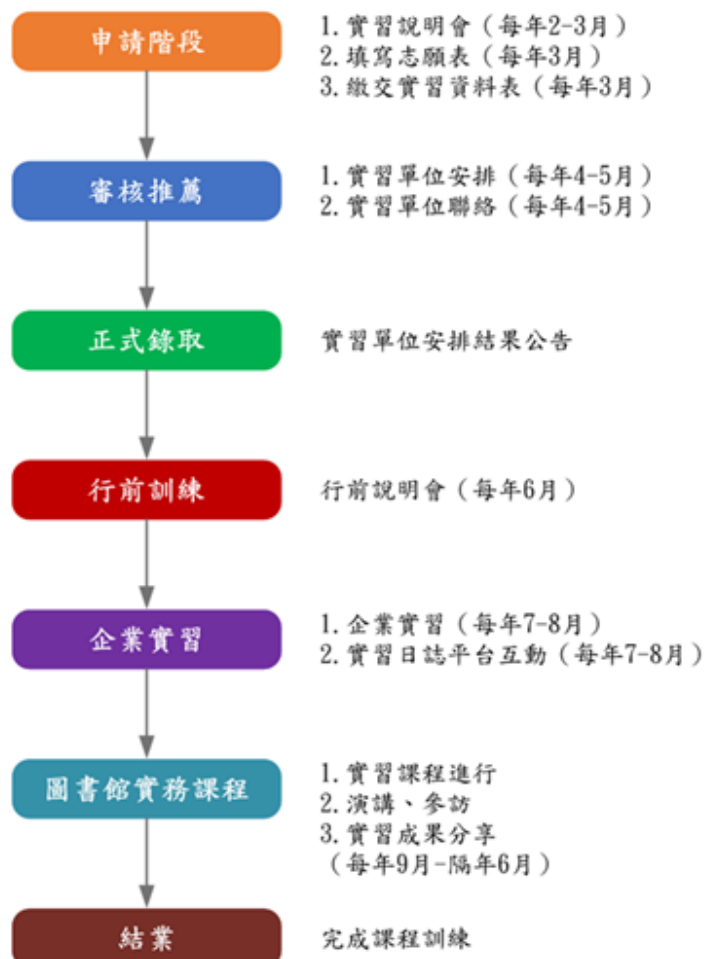 申請階段
1.實習說明會（每年2-3月）
2.填寫志願表（每年3月）
3.繳交實習資料表（每年3月）
審核推薦
1.實習單位安排（每年4-5月）
2.實習單位聯絡（每年4-5月）
正式錄取
實習單位安排結果公告
行前訓練
行前說明會（每年6月）
企業實習
1.企業實習（每年7-8月）
2.實習日誌平台互動（每年7-8月）
圖書館實務課程
1.實習課程進行
2.演講、參訪
3.實習成果分享
（每年9月-隔年6月）
結業
完成課程訓練